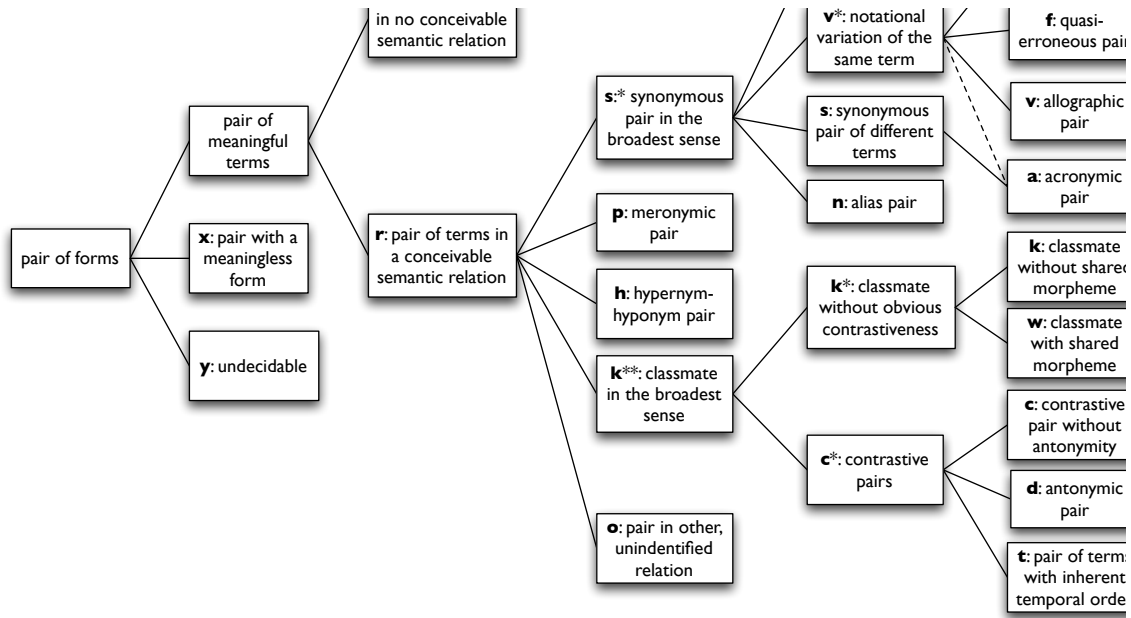 in no conceivable
semantic relation
pair of
meaningful
terms
pair of forms
x: pair with a
meaningless
form
y: undecidable
r: pair of terms in
a conceivable
semantic relation
s:* synonymous
pair in the
broadest sense
p: meronymic
pair
h: hypernym-
hyponym pair
k**: classmate
in the broadest
sense
o: pair in other,
unidentified
relation
v*: notational
variation of the
same term
s: synonymous
pair of different
terms
n: alias pair
k*: classmate
without obvious
contrastiveness
c*: contrastive
pairs
f: quasi-
erroneous pair
v: allographic
pair
a: acronymic
pair
k: classmate
without shared
morpheme
w: classmate
with shared
morpheme
c: contrastive
pair without
antonymity
d: antonymic
pair
t: pair of terms
with inherent
temporal order